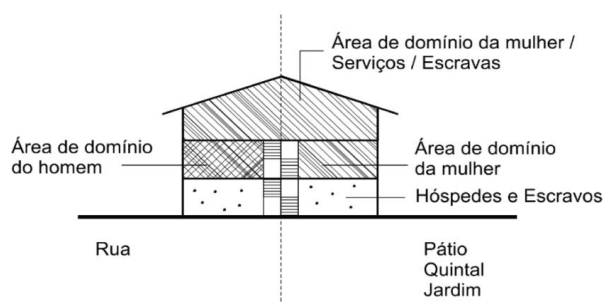 Área de domínio da mulher /
Serviços / Escravas
Área de domínio
do homem
Área de domínio
da mulher
Hóspedes e Escravos
Rua
Pátio
Quintal
Jardim